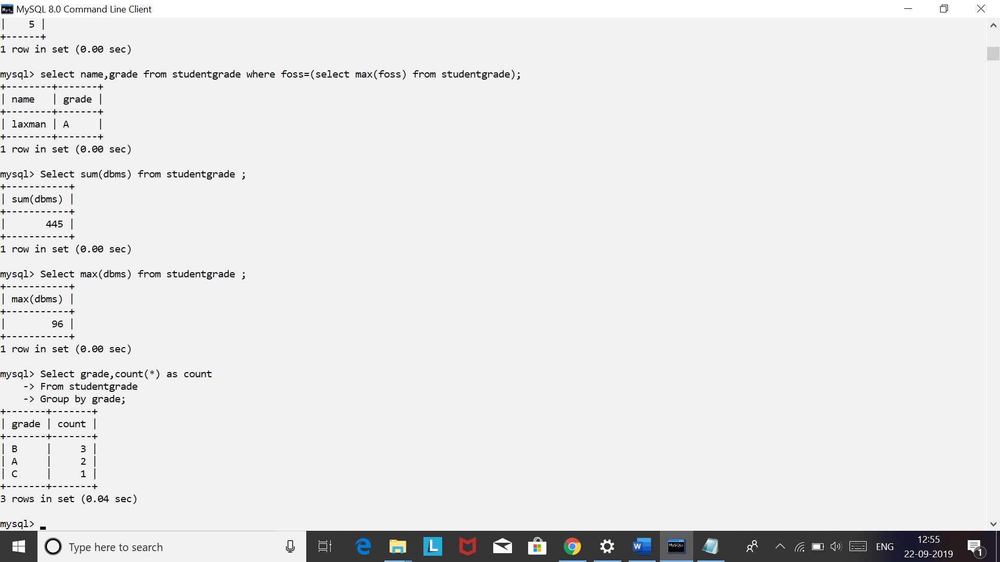 MySQL 8.0 Command Line Client
|    5 |
+------+
1 row in set (0.00 sec)
mysql> select name,grade from studentgrade where foss=(select max(foss) from studentgrade);
+--------+-------+
| name   | grade |
+--------+-------+
| laxman | A     |
+--------+-------+
1 row in set (0.00 sec)
mysql> Select sum(dbms) from studentgrade ;
+-----------+
| sum(dbms) |
+-----------+
|       445 |
+-----------+
1 row in set (0.00 sec)
mysql> Select max(dbms) from studentgrade ;
+-----------+
| max(dbms) |
+-----------+
|        96 |
+-----------+
1 row in set (0.00 sec)
mysql> Select grade,count(*) as count
    -> From studentgrade
    -> Group by grade;
+-------+-------+
| grade | count |
+-------+-------+
| B     |     3 |
| A     |     2 |
| C     |     1 |
+-------+-------+
3 rows in set (0.04 sec)
mysql>
Type here to search
L
W
MySQL>
ENG
12:55
22-09-2019
1